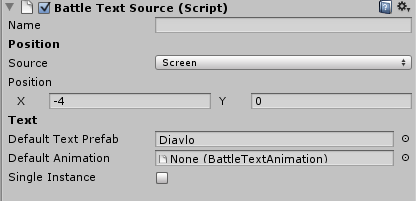 Battle Text Source (Script)
Name
Position
Source Screen
Position
X -4 Y 0
Text
Default Text Prefab Diavlo
Default Animation None (BattleTextAnimation)
Single Instance